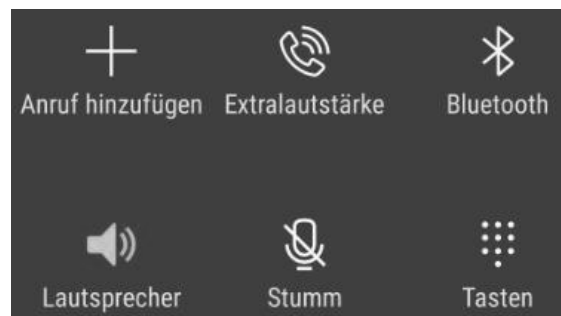 Anruf hinzufügen Extralautstärke Bluetooth
Lautsprecher Stumm Tasten